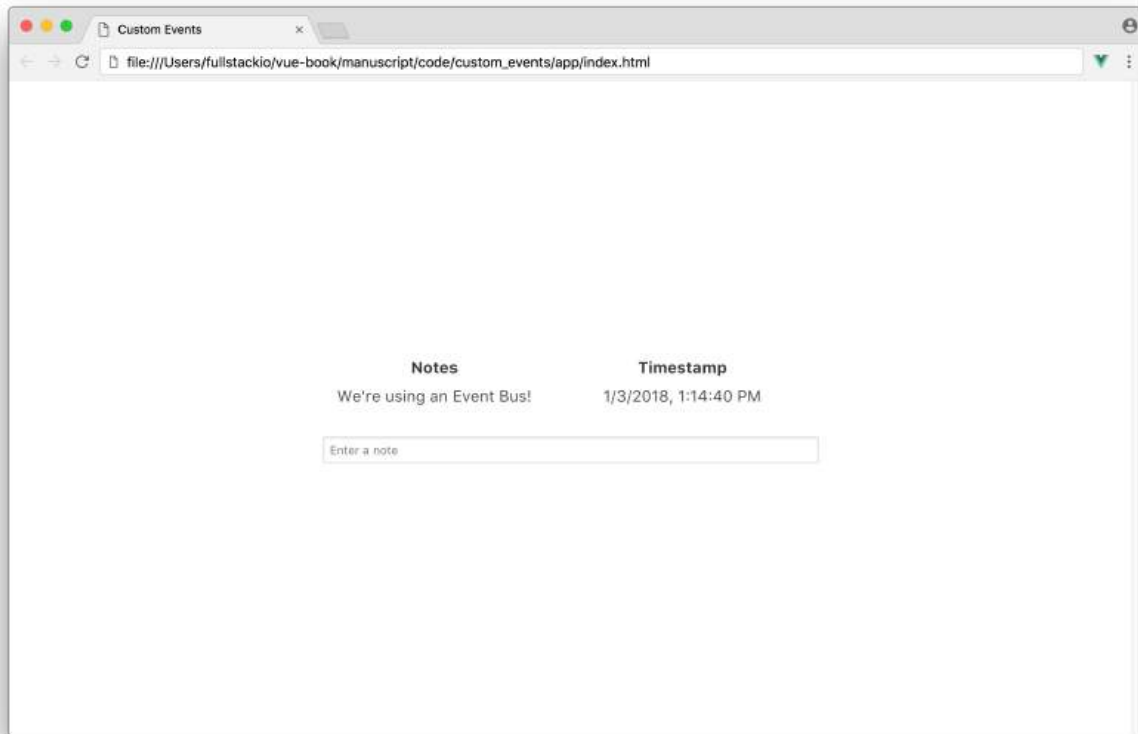 Custom Events
file:///Users/fullstackio/vue-book/manuscript/code/custom_events/app/index.html
Notes Timestamp
We're using an Event Bus! 1/3/2018, 1:14:40 PM
Enter a note